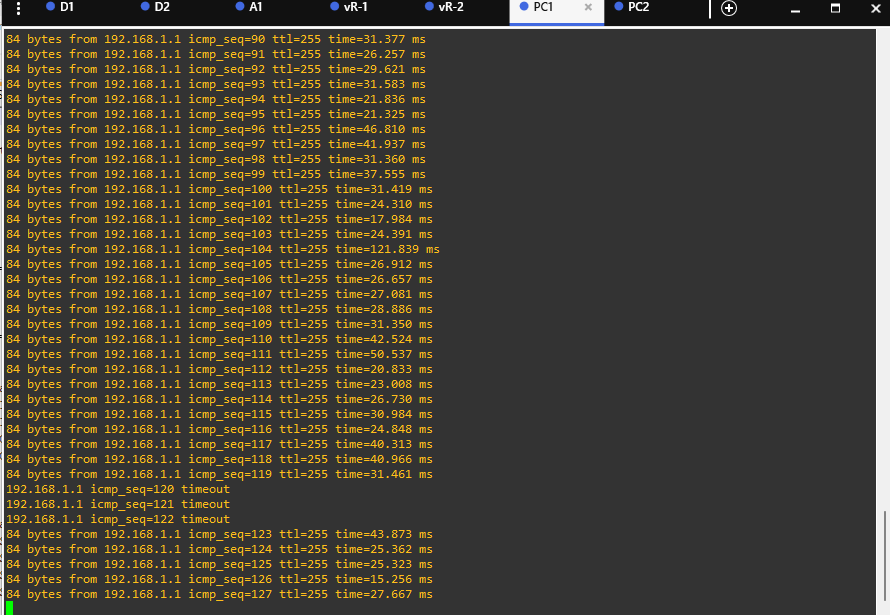 D1 D2 A1 vR-1 vR-2 PC1 PC2
84 bytes from 192.168.1.1 icmp_seq=90 ttl=255 time=31.377 ms
84 bytes from 192.168.1.1 icmp_seq=91 ttl=255 time=26.257 ms
84 bytes from 192.168.1.1 icmp_seq=92 ttl=255 time=29.621 ms
84 bytes from 192.168.1.1 icmp_seq=93 ttl=255 time=31.583 ms
84 bytes from 192.168.1.1 icmp_seq=94 ttl=255 time=21.836 ms
84 bytes from 192.168.1.1 icmp_seq=95 ttl=255 time=21.325 ms
84 bytes from 192.168.1.1 icmp_seq=96 ttl=255 time=46.810 ms
84 bytes from 192.168.1.1 icmp_seq=97 ttl=255 time=41.937 ms
84 bytes from 192.168.1.1 icmp_seq=98 ttl=255 time=31.360 ms
84 bytes from 192.168.1.1 icmp_seq=99 ttl=255 time=37.555 ms
84 bytes from 192.168.1.1 icmp_seq=100 ttl=255 time=31.419 ms
84 bytes from 192.168.1.1 icmp_seq=101 ttl=255 time=24.310 ms
84 bytes from 192.168.1.1 icmp_seq=102 ttl=255 time=17.984 ms
84 bytes from 192.168.1.1 icmp_seq=103 ttl=255 time=24.391 ms
84 bytes from 192.168.1.1 icmp_seq=104 ttl=255 time=121.839 ms
84 bytes from 192.168.1.1 icmp_seq=105 ttl=255 time=26.912 ms
84 bytes from 192.168.1.1 icmp_seq=106 ttl=255 time=26.657 ms
84 bytes from 192.168.1.1 icmp_seq=107 ttl=255 time=27.081 ms
84 bytes from 192.168.1.1 icmp_seq=108 ttl=255 time=28.886 ms
84 bytes from 192.168.1.1 icmp_seq=109 ttl=255 time=31.350 ms
84 bytes from 192.168.1.1 icmp_seq=110 ttl=255 time=42.524 ms
84 bytes from 192.168.1.1 icmp_seq=111 ttl=255 time=50.537 ms
84 bytes from 192.168.1.1 icmp_seq=112 ttl=255 time=20.833 ms
84 bytes from 192.168.1.1 icmp_seq=113 ttl=255 time=23.008 ms
84 bytes from 192.168.1.1 icmp_seq=114 ttl=255 time=26.730 ms
84 bytes from 192.168.1.1 icmp_seq=115 ttl=255 time=30.984 ms
84 bytes from 192.168.1.1 icmp_seq=116 ttl=255 time=24.848 ms
84 bytes from 192.168.1.1 icmp_seq=117 ttl=255 time=40.313 ms
84 bytes from 192.168.1.1 icmp_seq=118 ttl=255 time=40.966 ms
84 bytes from 192.168.1.1 icmp_seq=119 ttl=255 time=31.461 ms
192.168.1.1 icmp_seq=120 timeout
192.168.1.1 icmp_seq=121 timeout
192.168.1.1 icmp_seq=122 timeout
84 bytes from 192.168.1.1 icmp_seq=123 ttl=255 time=43.873 ms
84 bytes from 192.168.1.1 icmp_seq=124 ttl=255 time=25.362 ms
84 bytes from 192.168.1.1 icmp_seq=125 ttl=255 time=25.323 ms
84 bytes from 192.168.1.1 icmp_seq=126 ttl=255 time=15.256 ms
84 bytes from 192.168.1.1 icmp_seq=127 ttl=255 time=27.667 ms